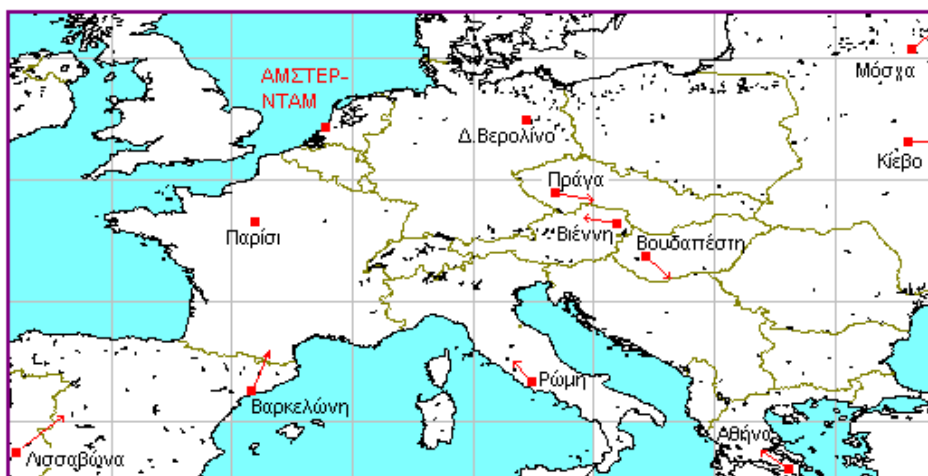 Μόσχα
ΑΜΣΤΕΡ-
ΝΤΑΜ
Δ.Βερολίνο
Κίεβο
Πράγα
Παρίσι
Βιέννη
Βουδαπέστη
Ρώμη
Βαρκελώνη
Αθήνα
Λισσαβώνα